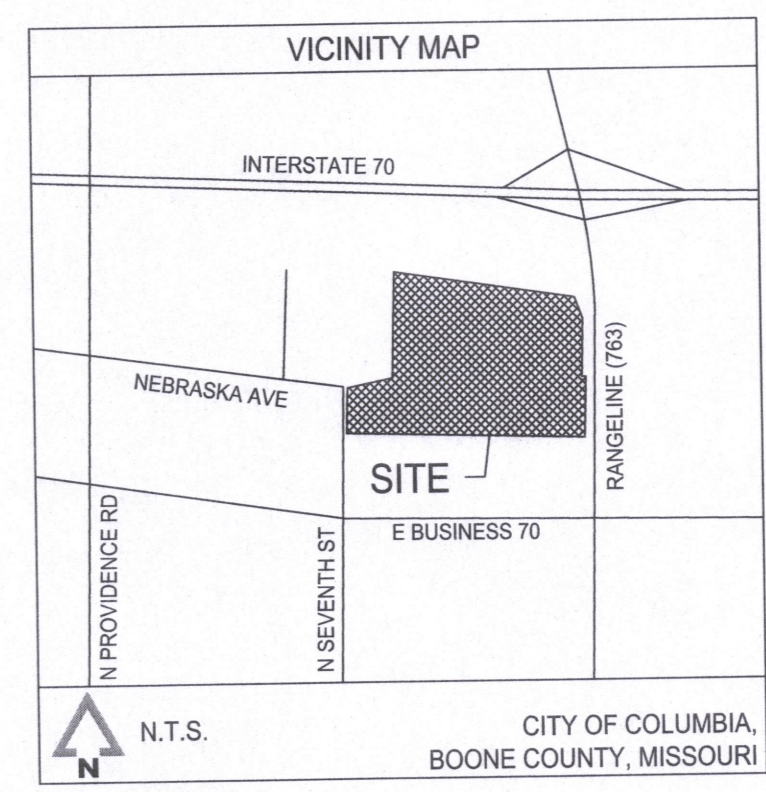 VICINITY MAP
INTERSTATE 70
NEBRASKA AVE
RANGELINE (763)
SITE
E BUSINESS 70
N PROVIDENCE RD
N SEVENTH ST
N
N.T.S.
CITY OF COLUMBIA,
BOONE COUNTY, MISSOURI